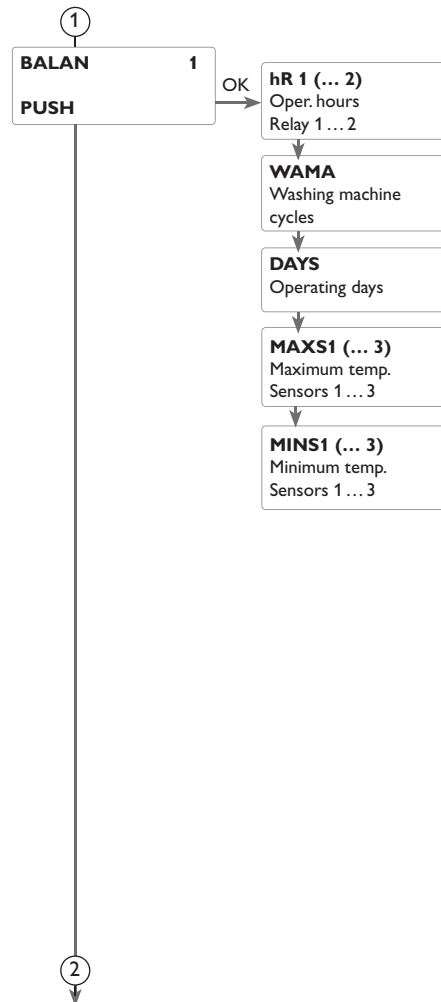 1
BALAN 1
PUSH
OK
hR 1 (... 2)
Oper. hours
Relay 1 ... 2
WAMA
Washing machine
cycles
DAYS
Operating days
MAXS1 (... 3)
Maximum temp.
Sensors 1 ... 3
MINS1 (... 3)
Minimum temp.
Sensors 1 ... 3
2